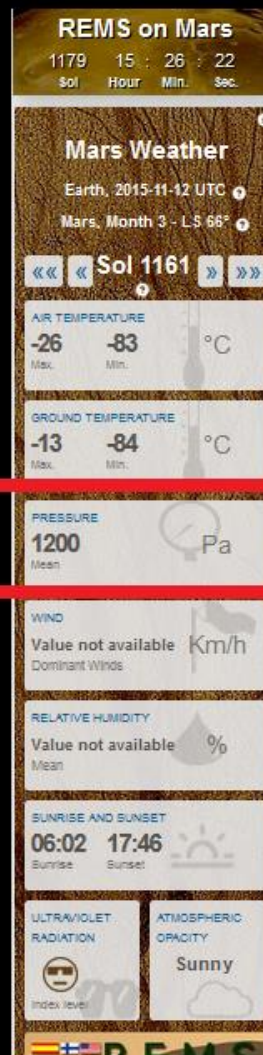 REMS on Mars
1179 15 : 26 : 22
Sol Hour Min. Sec.
Mars Weather
Earth, 2015-11-12 UTC ?
Mars, Month 3 - LS 66° ?
«« « Sol 1161 » »»
?
AIR TEMPERATURE
-26 -83 °C
Max. Min.
GROUND TEMPERATURE
-13 -84 °C
Max. Min.
PRESSURE
1200 Pa
Mean
WIND
Value not available Km/h
Dominant Winds
RELATIVE HUMIDITY
Value not available %
Mean
SUNRISE AND SUNSET
06:02 17:46
Sunrise Sunset
ULTRAVIOLET
RADIATION
Index level
ATMOSPHERIC
OPACITY
Sunny
REMS